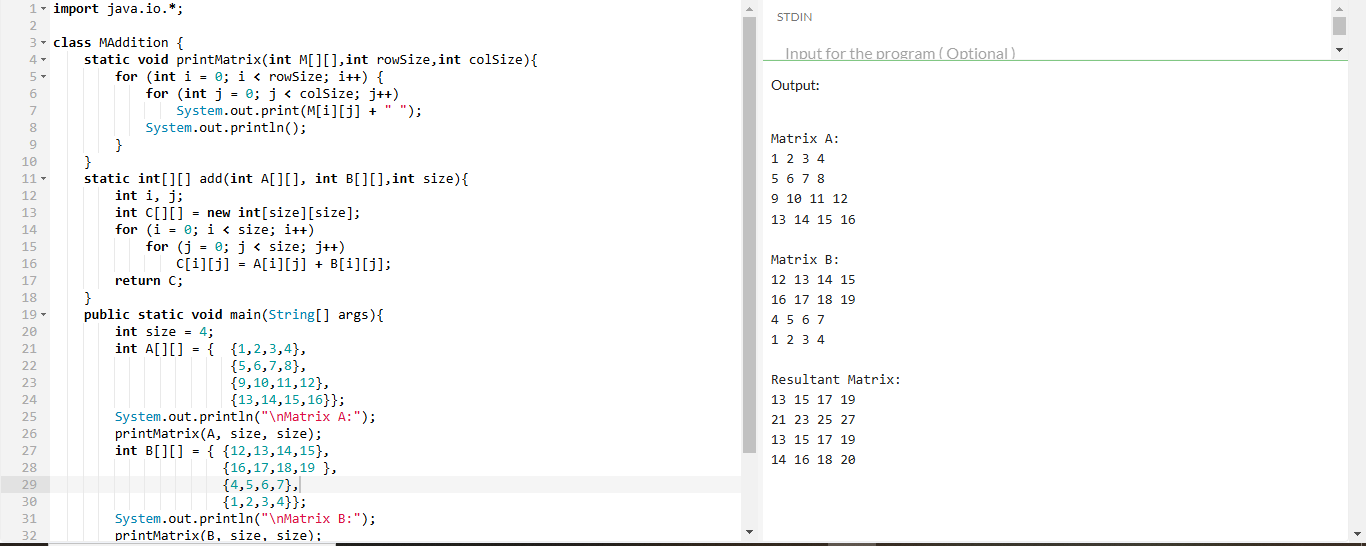 1 import java.io.*;
2
3 class MAddition {
4 static void printMatrix(int M[][],int rowSize,int colSize){
5 for (int i = 0; i < rowSize; i++) {
6 for (int j = 0; j < colSize; j++)
7 System.out.print(M[i][j] + " ");
8 System.out.println();
9 }
10 }
11 static int[][] add(int A[][], int B[][],int size){
12 int i, j;
13 int C[][] = new int[size][size];
14 for (i = 0; i < size; i++)
15 for (j = 0; j < size; j++)
16 C[i][j] = A[i][j] + B[i][j];
17 return C;
18 }
19 public static void main(String[] args){
20 int size = 4;
21 int A[][] = { {1,2,3,4},
22 {5,6,7,8},
23 {9,10,11,12},
24 {13,14,15,16}};
25 System.out.println("\nMatrix A:");
26 printMatrix(A, size, size);
27 int B[][] = { {12,13,14,15},
28 {16,17,18,19 },
29 {4,5,6,7},
30 {1,2,3,4}};
31 System.out.println("\nMatrix B:");
32 printMatrix(B, size, size);
STDIN
Input for the program ( Optional )
Output:
Matrix A:
1 2 3 4
5 6 7 8
9 10 11 12
13 14 15 16
Matrix B:
12 13 14 15
16 17 18 19
4 5 6 7
1 2 3 4
Resultant Matrix:
13 15 17 19
21 23 25 27
13 15 17 19
14 16 18 20